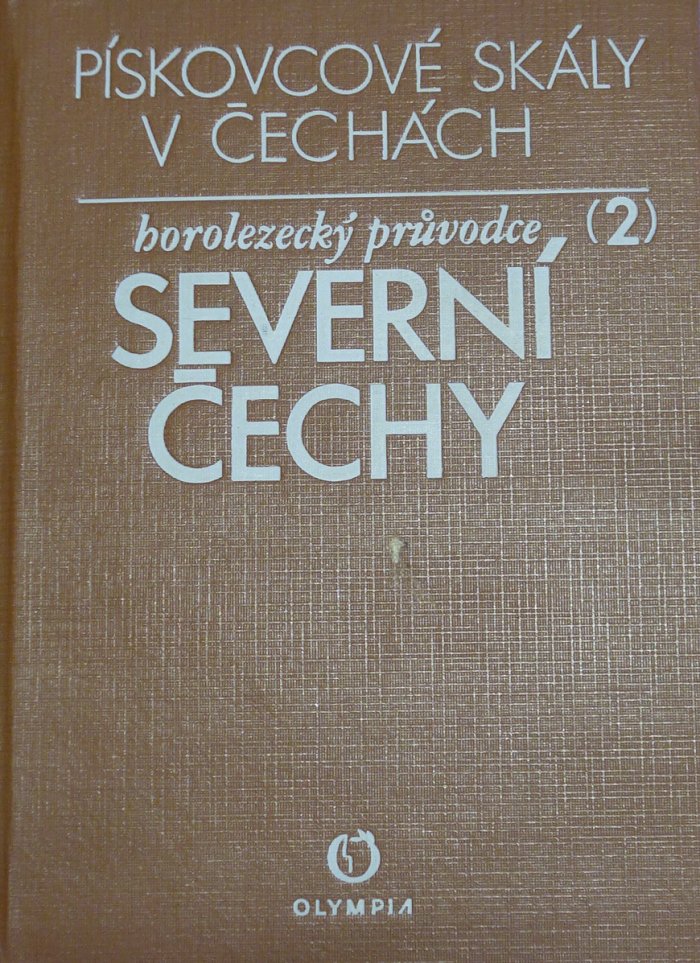 PÍSKOVCOVÉ SKÁLY
V ČECHÁCH
horolezecký průvodce (2)
SEVERNÍ
ČECHY
OLYMPIA